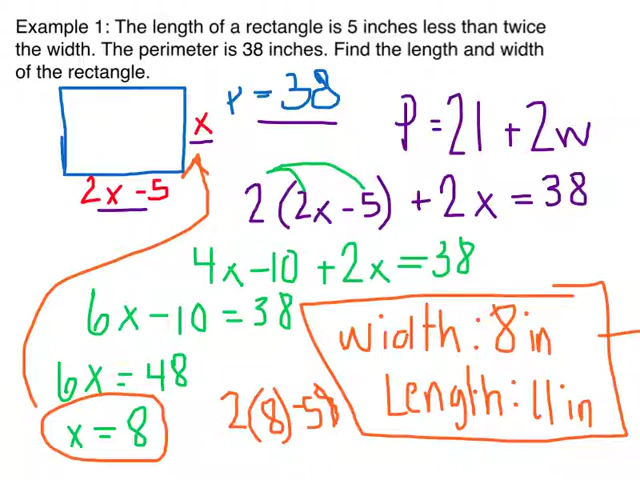 Example 1: The length of a rectangle is 5 inches less than twice
the width. The perimeter is 38 inches. Find the length and width
of the rectangle.
P = 38
x
P = 2l + 2w
2x - 5
2(2x - 5) + 2x = 38
4x - 10 + 2x = 38
6x - 10 = 38
width: 8 in
6x = 48
Length: 11 in
2(8) - 5
x = 8